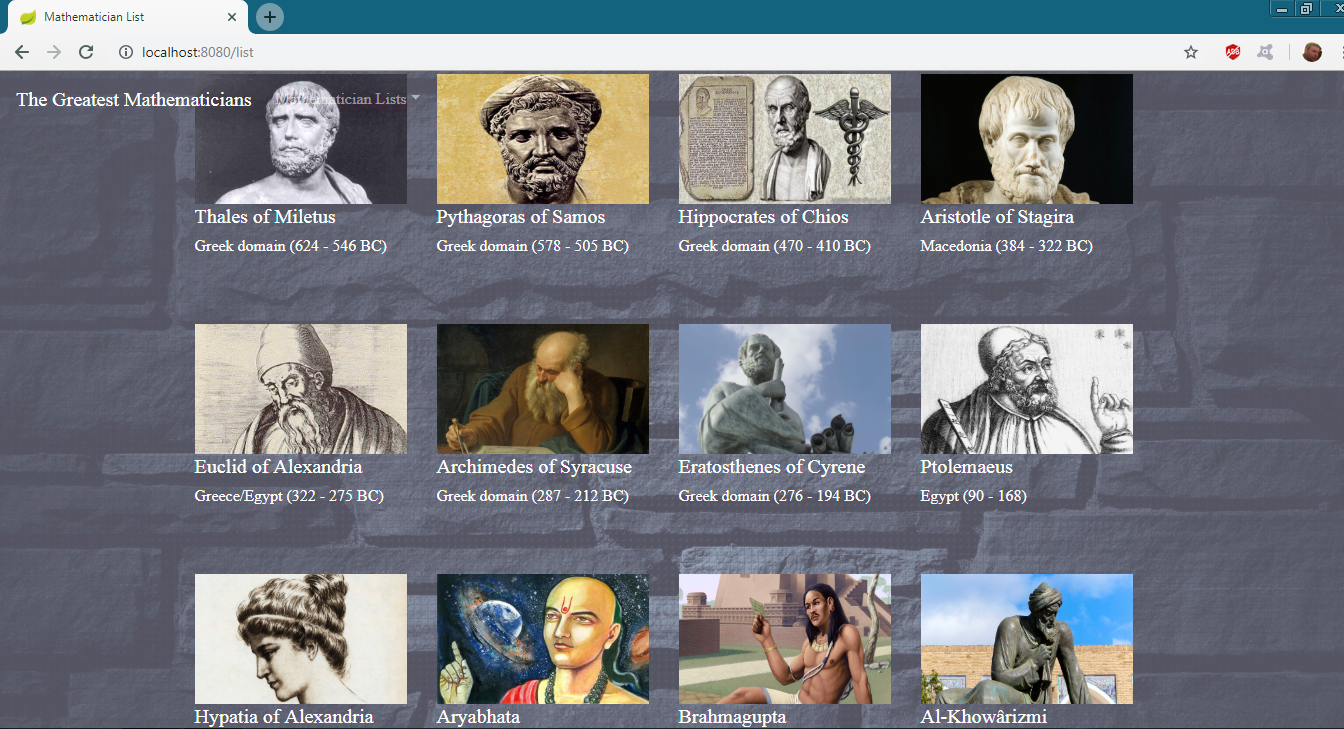 Mathematician List
localhost:8080/list
The Greatest Mathematicians
Mathematician Lists
Thales of Miletus
Pythagoras of Samos
Hippocrates of Chios
Aristotle of Stagira
Greek domain (624 - 546 BC)
Greek domain (578 - 505 BC)
Greek domain (470 - 410 BC)
Macedonia (384 - 322 BC)
Euclid of Alexandria
Archimedes of Syracuse
Eratosthenes of Cyrene
Ptolemaeus
Greece/Egypt (322 - 275 BC)
Greek domain (287 - 212 BC)
Greek domain (276 - 194 BC)
Egypt (90 - 168)
Hypatia of Alexandria
Aryabhata
Brahmagupta
Al-Khowârizmi